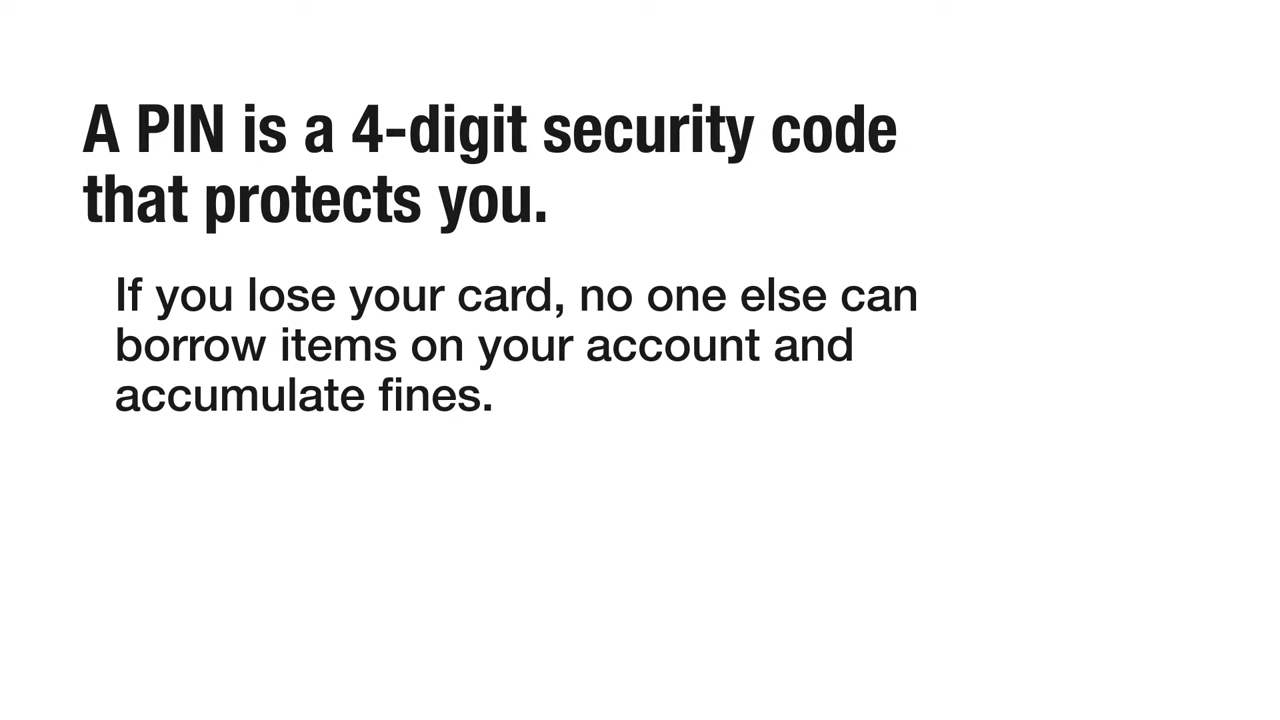 A PIN is a 4-digit security code
that protects you.
If you lose your card, no one else can
borrow items on your account and
accumulate fines.